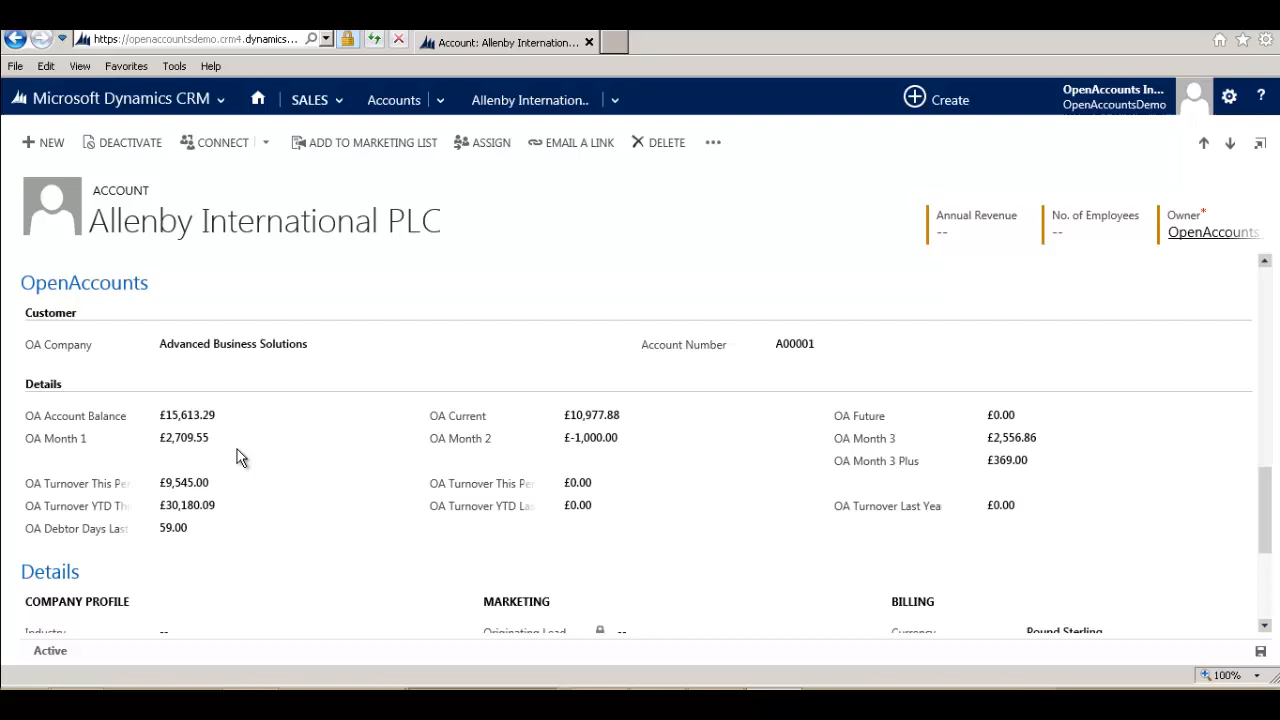 https://openaccountsdemo.crm4.dynamics... Account: Allenby Internation...
File Edit View Favorites Tools Help
Microsoft Dynamics CRM SALES Accounts Allenby Internation.. Create OpenAccounts In... ?
OpenAccountsDemo
NEW DEACTIVATE CONNECT ADD TO MARKETING LIST ASSIGN EMAIL A LINK DELETE
ACCOUNT
Allenby International PLC
Annual Revenue No. of Employees Owner*
-- -- OpenAccounts
OpenAccounts
Customer
OA Company Advanced Business Solutions Account Number A00001
Details
OA Account Balance £15,613.29 OA Current £10,977.88 OA Future £0.00
OA Month 1 £2,709.55 OA Month 2 £-1,000.00 OA Month 3 £2,556.86
OA Month 3 Plus £369.00
OA Turnover This Per £9,545.00 OA Turnover This Per £0.00
OA Turnover YTD Th £30,180.09 OA Turnover YTD Las £0.00 OA Turnover Last Yea £0.00
OA Debtor Days Last 59.00
Details
COMPANY PROFILE MARKETING BILLING
Industry -- Originating Lead -- Currency Pound Sterling
Active
100%